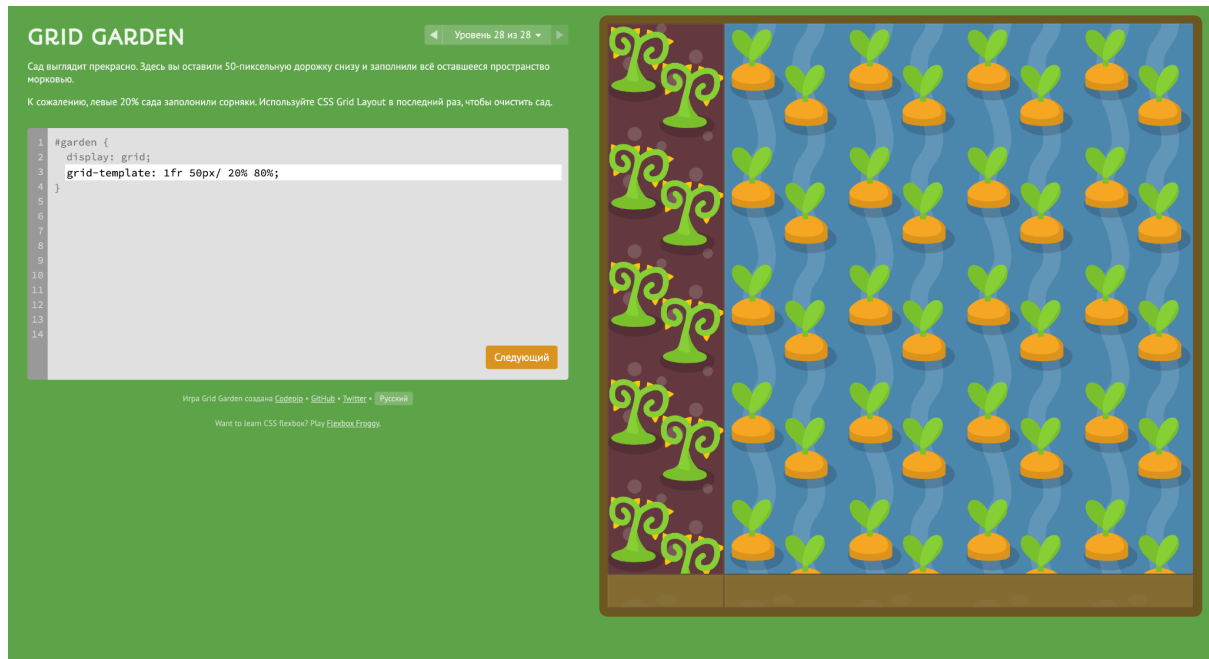 GRID GARDEN
Уровень 28 из 28
Сад выглядит прекрасно. Здесь вы оставили 50-пиксельную дорожку снизу и заполнили всё оставшееся пространство
морковью.
К сожалению, левые 20% сада заполонили сорняки. Используйте CSS Grid Layout в последний раз, чтобы очистить сад.
1 #garden {
2 display: grid;
3 grid-template: 1fr 50px/ 20% 80%;
4 }
5
6
7
8
9
10
11
12
13
14
Следующий
Игра Grid Garden создана Codepip • GitHub • Twitter • Русский
Want to learn CSS flexbox? Play Flexbox Froggy.